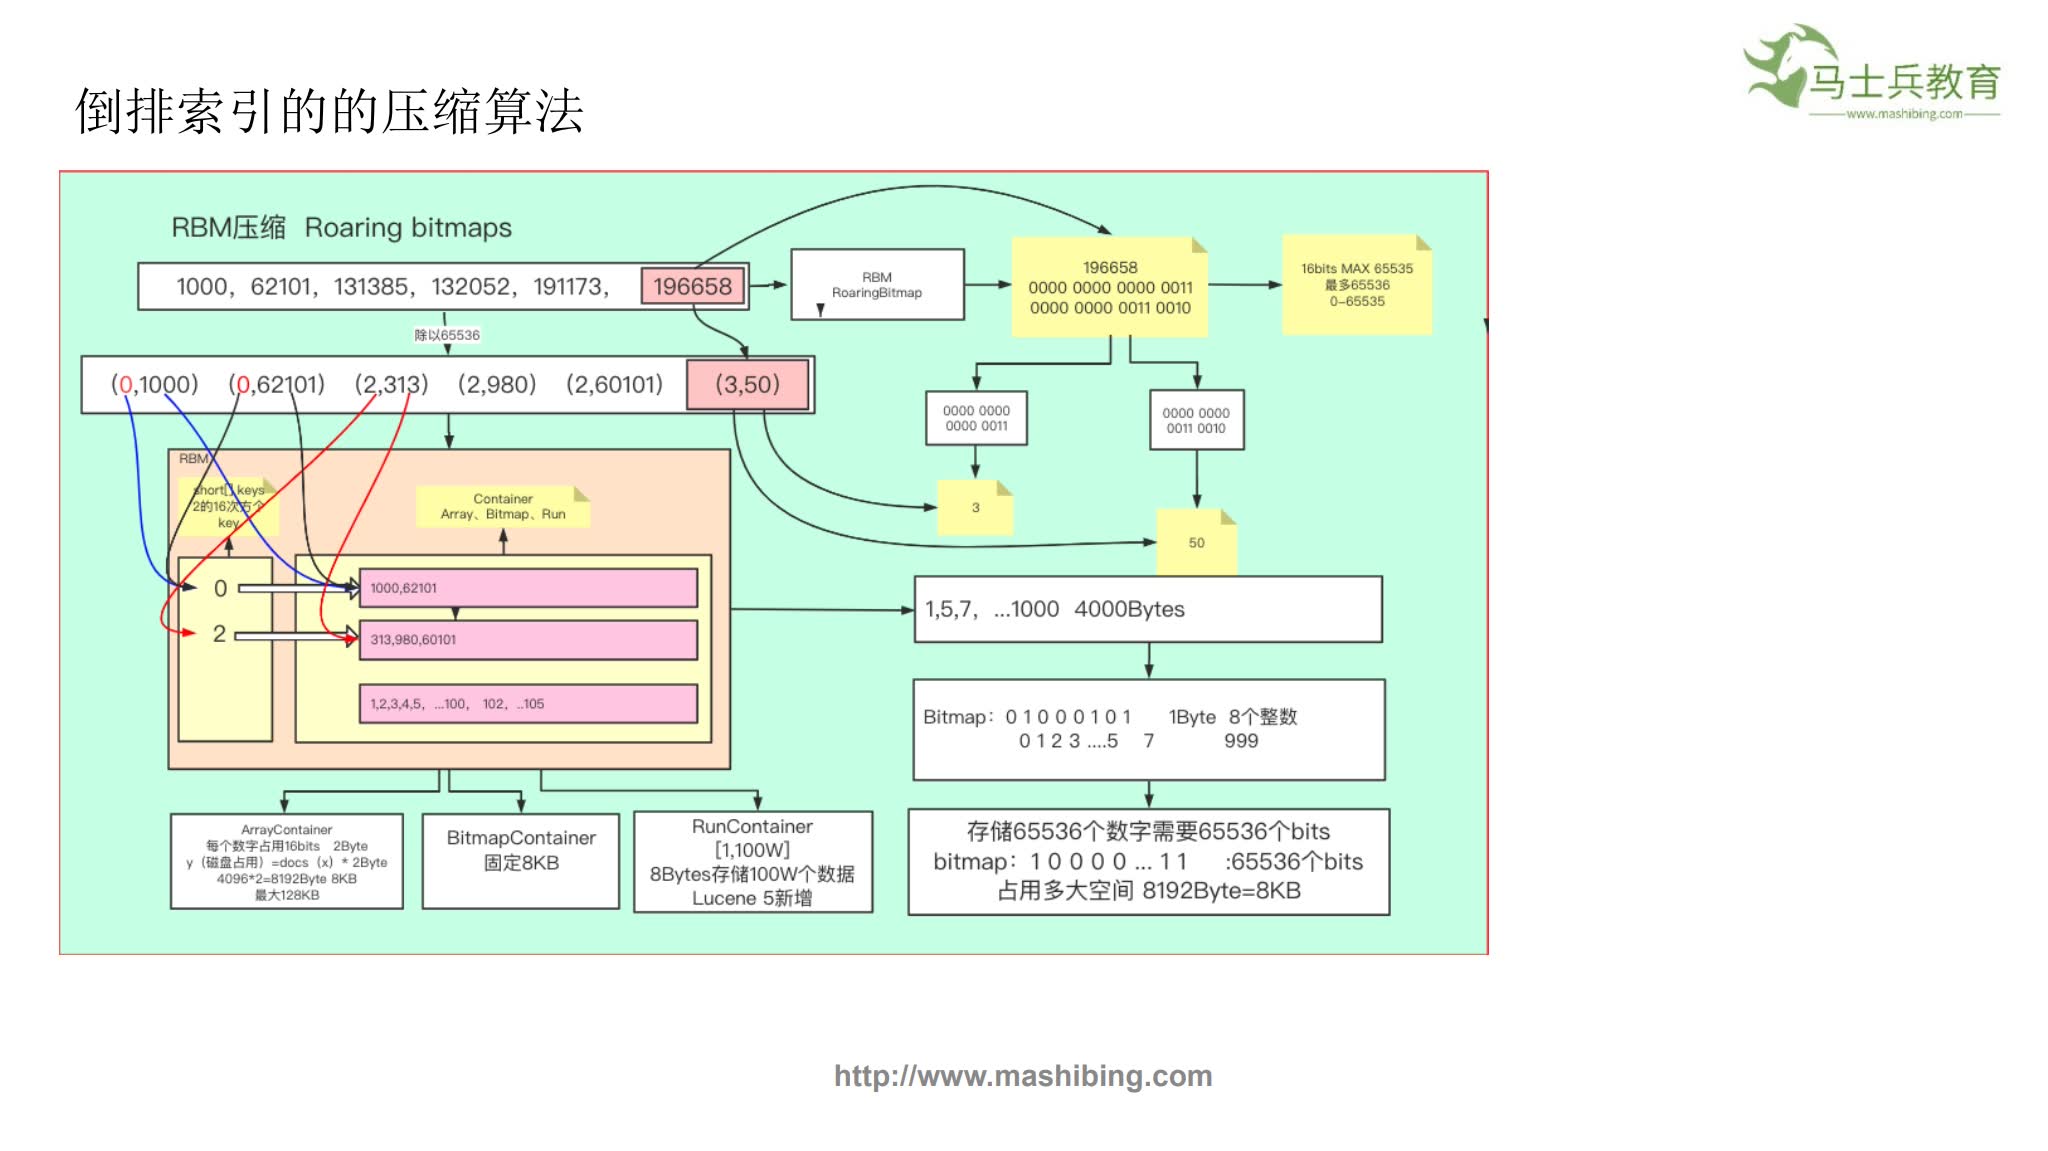 马士兵教育
www.mashibing.com
倒排索引的的压缩算法
RBM压缩 Roaring bitmaps
1000, 62101, 131385, 132052, 191173, 196658
除以65536
(0,1000) (0,62101) (2,313) (2,980) (2,60101) (3,50)
RBM
RoaringBitmap
196658
0000 0000 0000 0011
0000 0000 0011 0010
16bits MAX 65535
最多65536
0-65535
0000 0000
0000 0011
0000 0000
0011 0010
3
50
RBM
short[] keys
2的16次方个
key
Container
Array、Bitmap、Run
0
2
1000,62101
313,980,60101
1,2,3,4,5, ...100, 102, ..105
1,5,7, ...1000 4000Bytes
Bitmap: 0 1 0 0 0 1 0 1 1Byte 8个整数
0 1 2 3 ....5 7 999
存储65536个数字需要65536个bits
bitmap: 1 0 0 0 0 ... 1 1 :65536个bits
占用多大空间 8192Byte=8KB
ArrayContainer
每个数字占用16bits 2Byte
y（磁盘占用）=docs（x）* 2Byte
4096*2=8192Byte 8KB
最大128KB
BitmapContainer
固定8KB
RunContainer
[1,100W]
8Bytes存储100W个数据
Lucene 5新增
http://www.mashibing.com